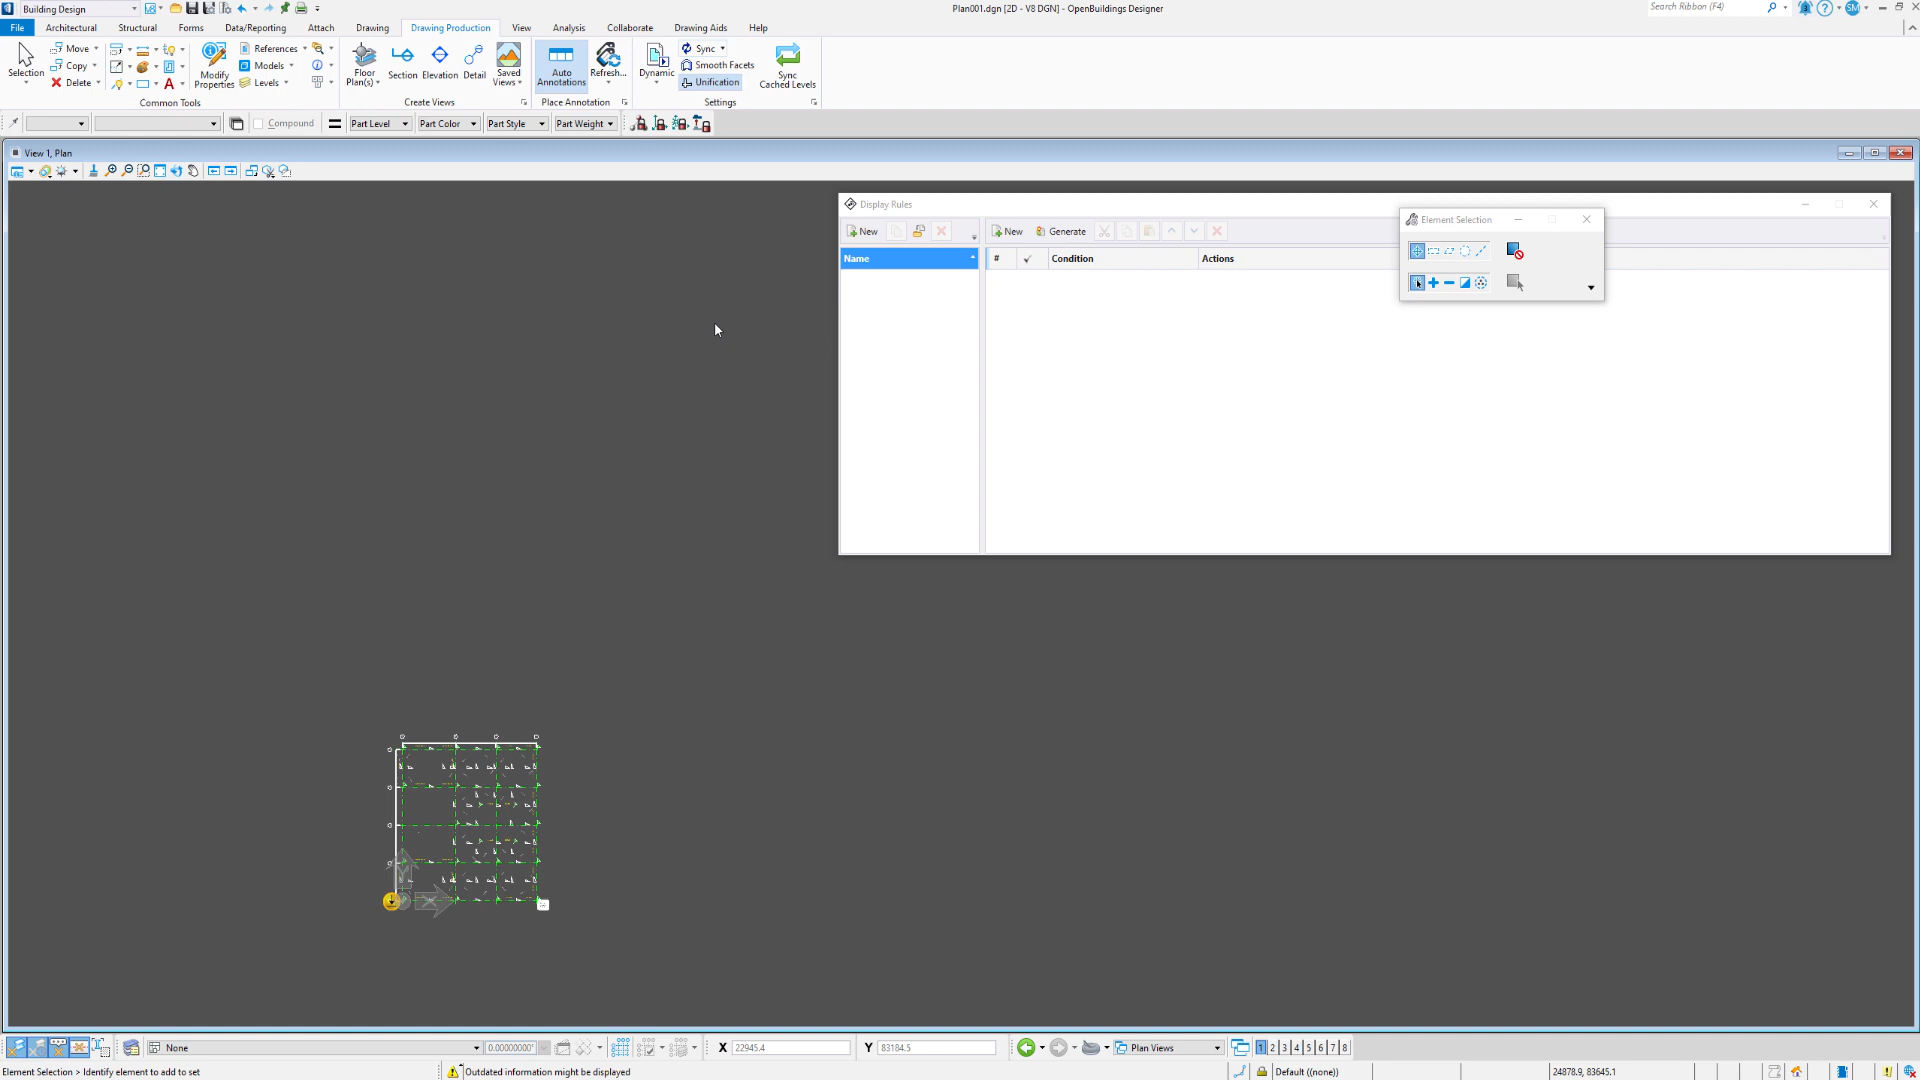 Building Design
Plan001.dgn [2D - V8 DGN] - OpenBuildings Designer
Search Ribbon (F4)
SM
File
Architectural
Structural
Forms
Data/Reporting
Attach
Drawing
Drawing Production
View
Analysis
Collaborate
Drawing Aids
Help
Selection
Move
Copy
Delete
Modify
Properties
References
Models
Levels
Common Tools
Floor
Plan(s)
Section
Elevation
Detail
Saved
Views
Create Views
Auto
Annotations
Refresh...
Place Annotation
Dynamic
Sync
Smooth Facets
Unification
Settings
Sync
Cached Levels
Compound
Part Level
Part Color
Part Style
Part Weight
View 1, Plan
Display Rules
New
New
Generate
Name
#
Condition
Actions
Element Selection
Y
X
None
0.00000000°
X
22945.4
Y
83184.5
Plan Views
1 2 3 4 5 6 7 8
Element Selection > Identify element to add to set
Outdated information might be displayed
Default ((none))
24878.9, 83645.1